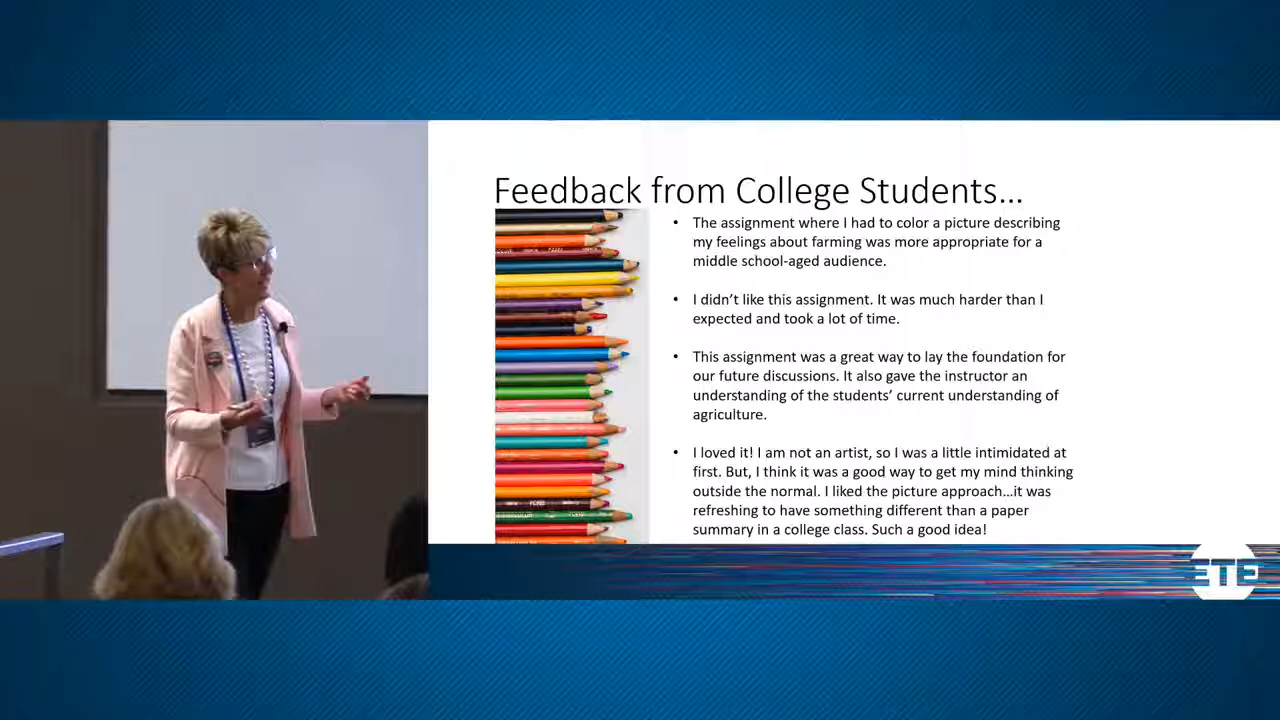 Feedback from College Students...
• The assignment where I had to color a picture describing
my feelings about farming was more appropriate for a
middle school-aged audience.
• I didn't like this assignment. It was much harder than I
expected and took a lot of time.
• This assignment was a great way to lay the foundation for
our future discussions. It also gave the instructor an
understanding of the students' current understanding of
agriculture.
• I loved it! I am not an artist, so I was a little intimidated at
first. But, I think it was a good way to get my mind thinking
outside the normal. I liked the picture approach...it was
refreshing to have something different than a paper
summary in a college class. Such a good idea!